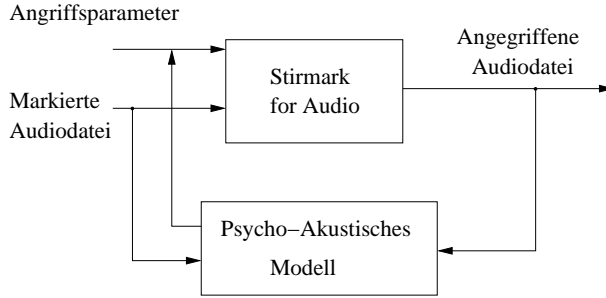 Angriffsparameter
Markierte
Audiodatei
Stirmark
for Audio
Angegriffene
Audiodatei
Psycho−Akustisches
Modell